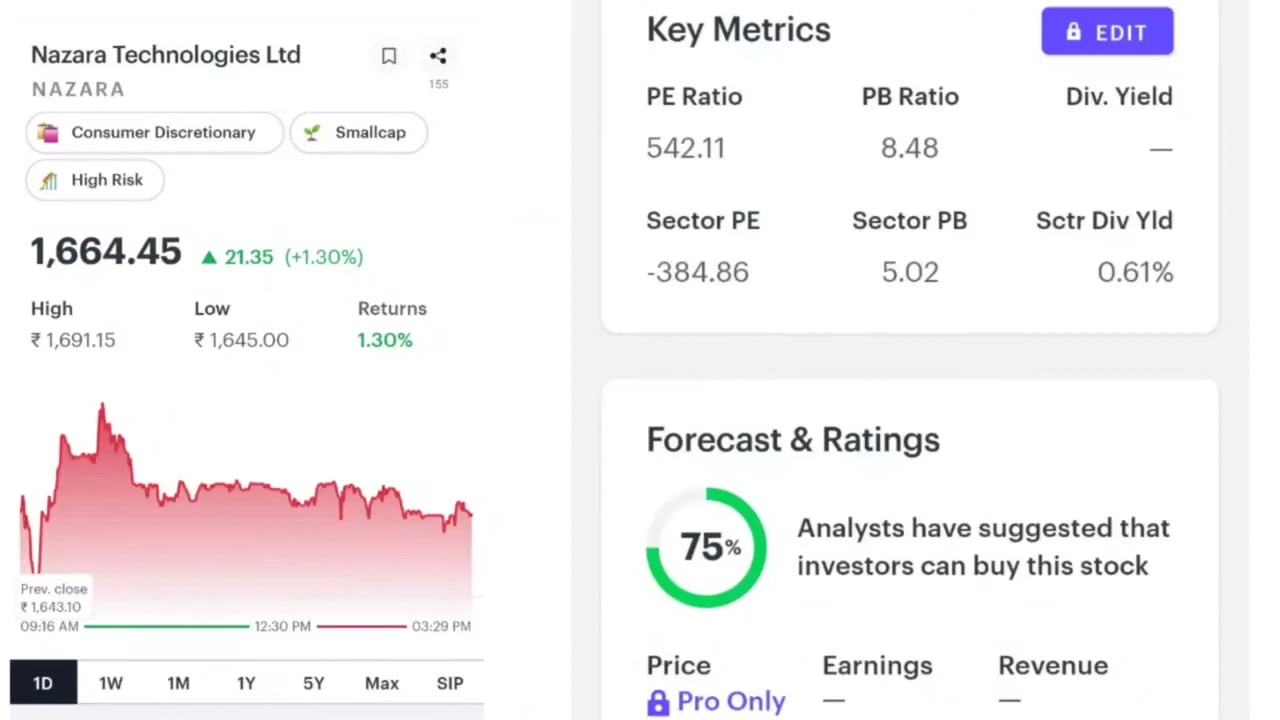 Nazara Technologies Ltd
155
NAZARA
Consumer Discretionary
Smallcap
High Risk
1,664.45 ▲ 21.35 (+1.30%)
High Low Returns
₹ 1,691.15 ₹ 1,645.00 1.30%
Prev. close
₹ 1,643.10
09:16 AM 12:30 PM 03:29 PM
1D 1W 1M 1Y 5Y Max SIP
Key Metrics
EDIT
PE Ratio PB Ratio Div. Yield
542.11 8.48 —
Sector PE Sector PB Sctr Div Yld
-384.86 5.02 0.61%
Forecast & Ratings
75%
Analysts have suggested that
investors can buy this stock
Price Earnings Revenue
Pro Only — —